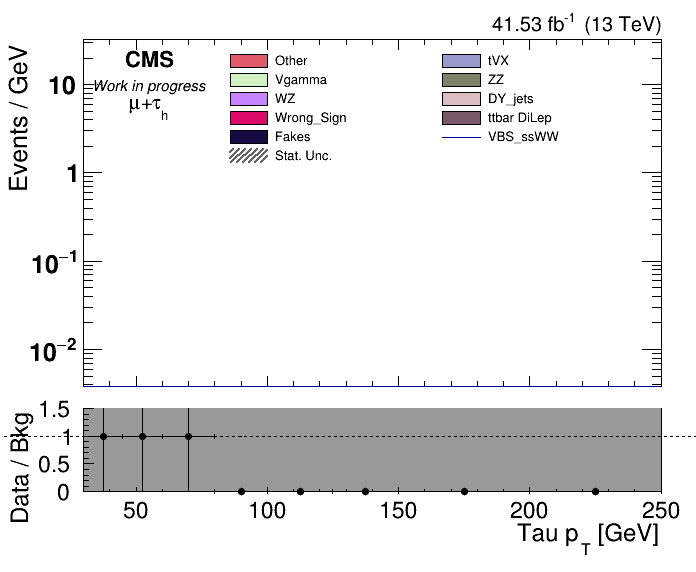 41.53 fb⁻¹ (13 TeV)
CMS
Work in progress
μ+τh
Other
Vgamma
WZ
Wrong_Sign
Fakes
Stat. Unc.
tVX
ZZ
DY_jets
ttbar DiLep
VBS_ssWW
Events / GeV
10
1
10⁻¹
10⁻²
Data / Bkg
1.5
1
0.5
0
50 100 150 200 250
Tau pT [GeV]